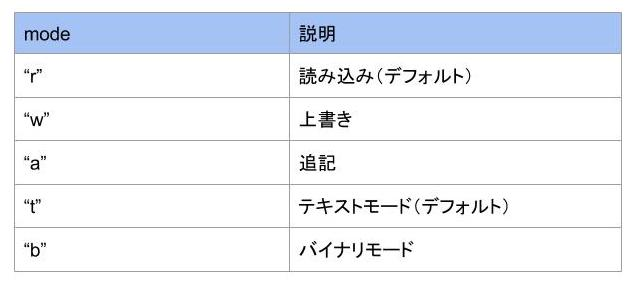 mode 説明
“r” 読み込み（デフォルト）
“w” 上書き
“a” 追記
“t” テキストモード（デフォルト）
“b” バイナリモード